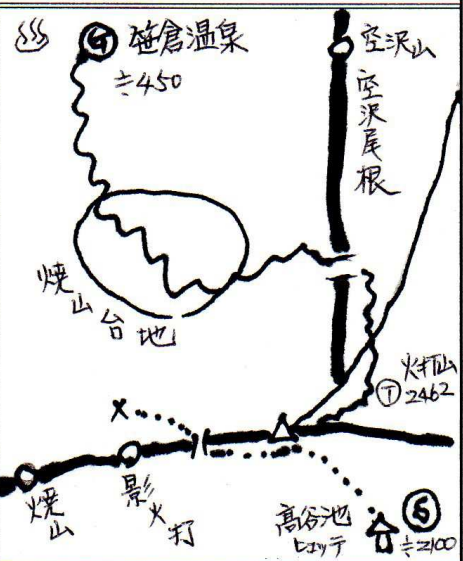 G 笹倉温泉
≒450
空沢山
空沢尾根
焼山台地
火打山
T 2462
×
焼山
影火打
高谷池
ヒュッテ
S
≒2100